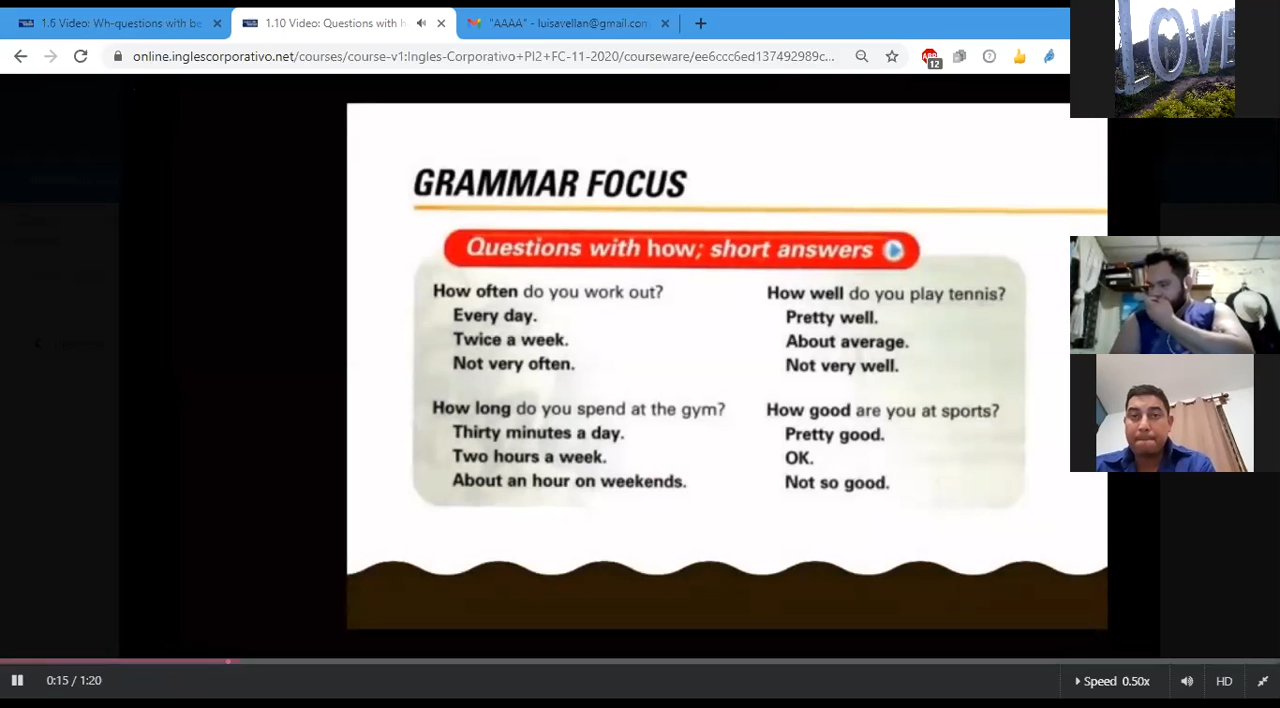 1.6 Video: Wh-questions with be
1.10 Video: Questions with h
"AAAA" - luisavellan@gmail.com
online.inglescorporativo.net/courses/course-v1:Ingles-Corporativo+PI2+FC-11-2020/courseware/ee6ccc6ed137492989c...
ABP
12
LOVE
GRAMMAR FOCUS
Questions with how; short answers
How often do you work out?
Every day.
Twice a week.
Not very often.
How long do you spend at the gym?
Thirty minutes a day.
Two hours a week.
About an hour on weekends.
How well do you play tennis?
Pretty well.
About average.
Not very well.
How good are you at sports?
Pretty good.
OK.
Not so good.
0:15 / 1:20
Speed 0.50x
HD